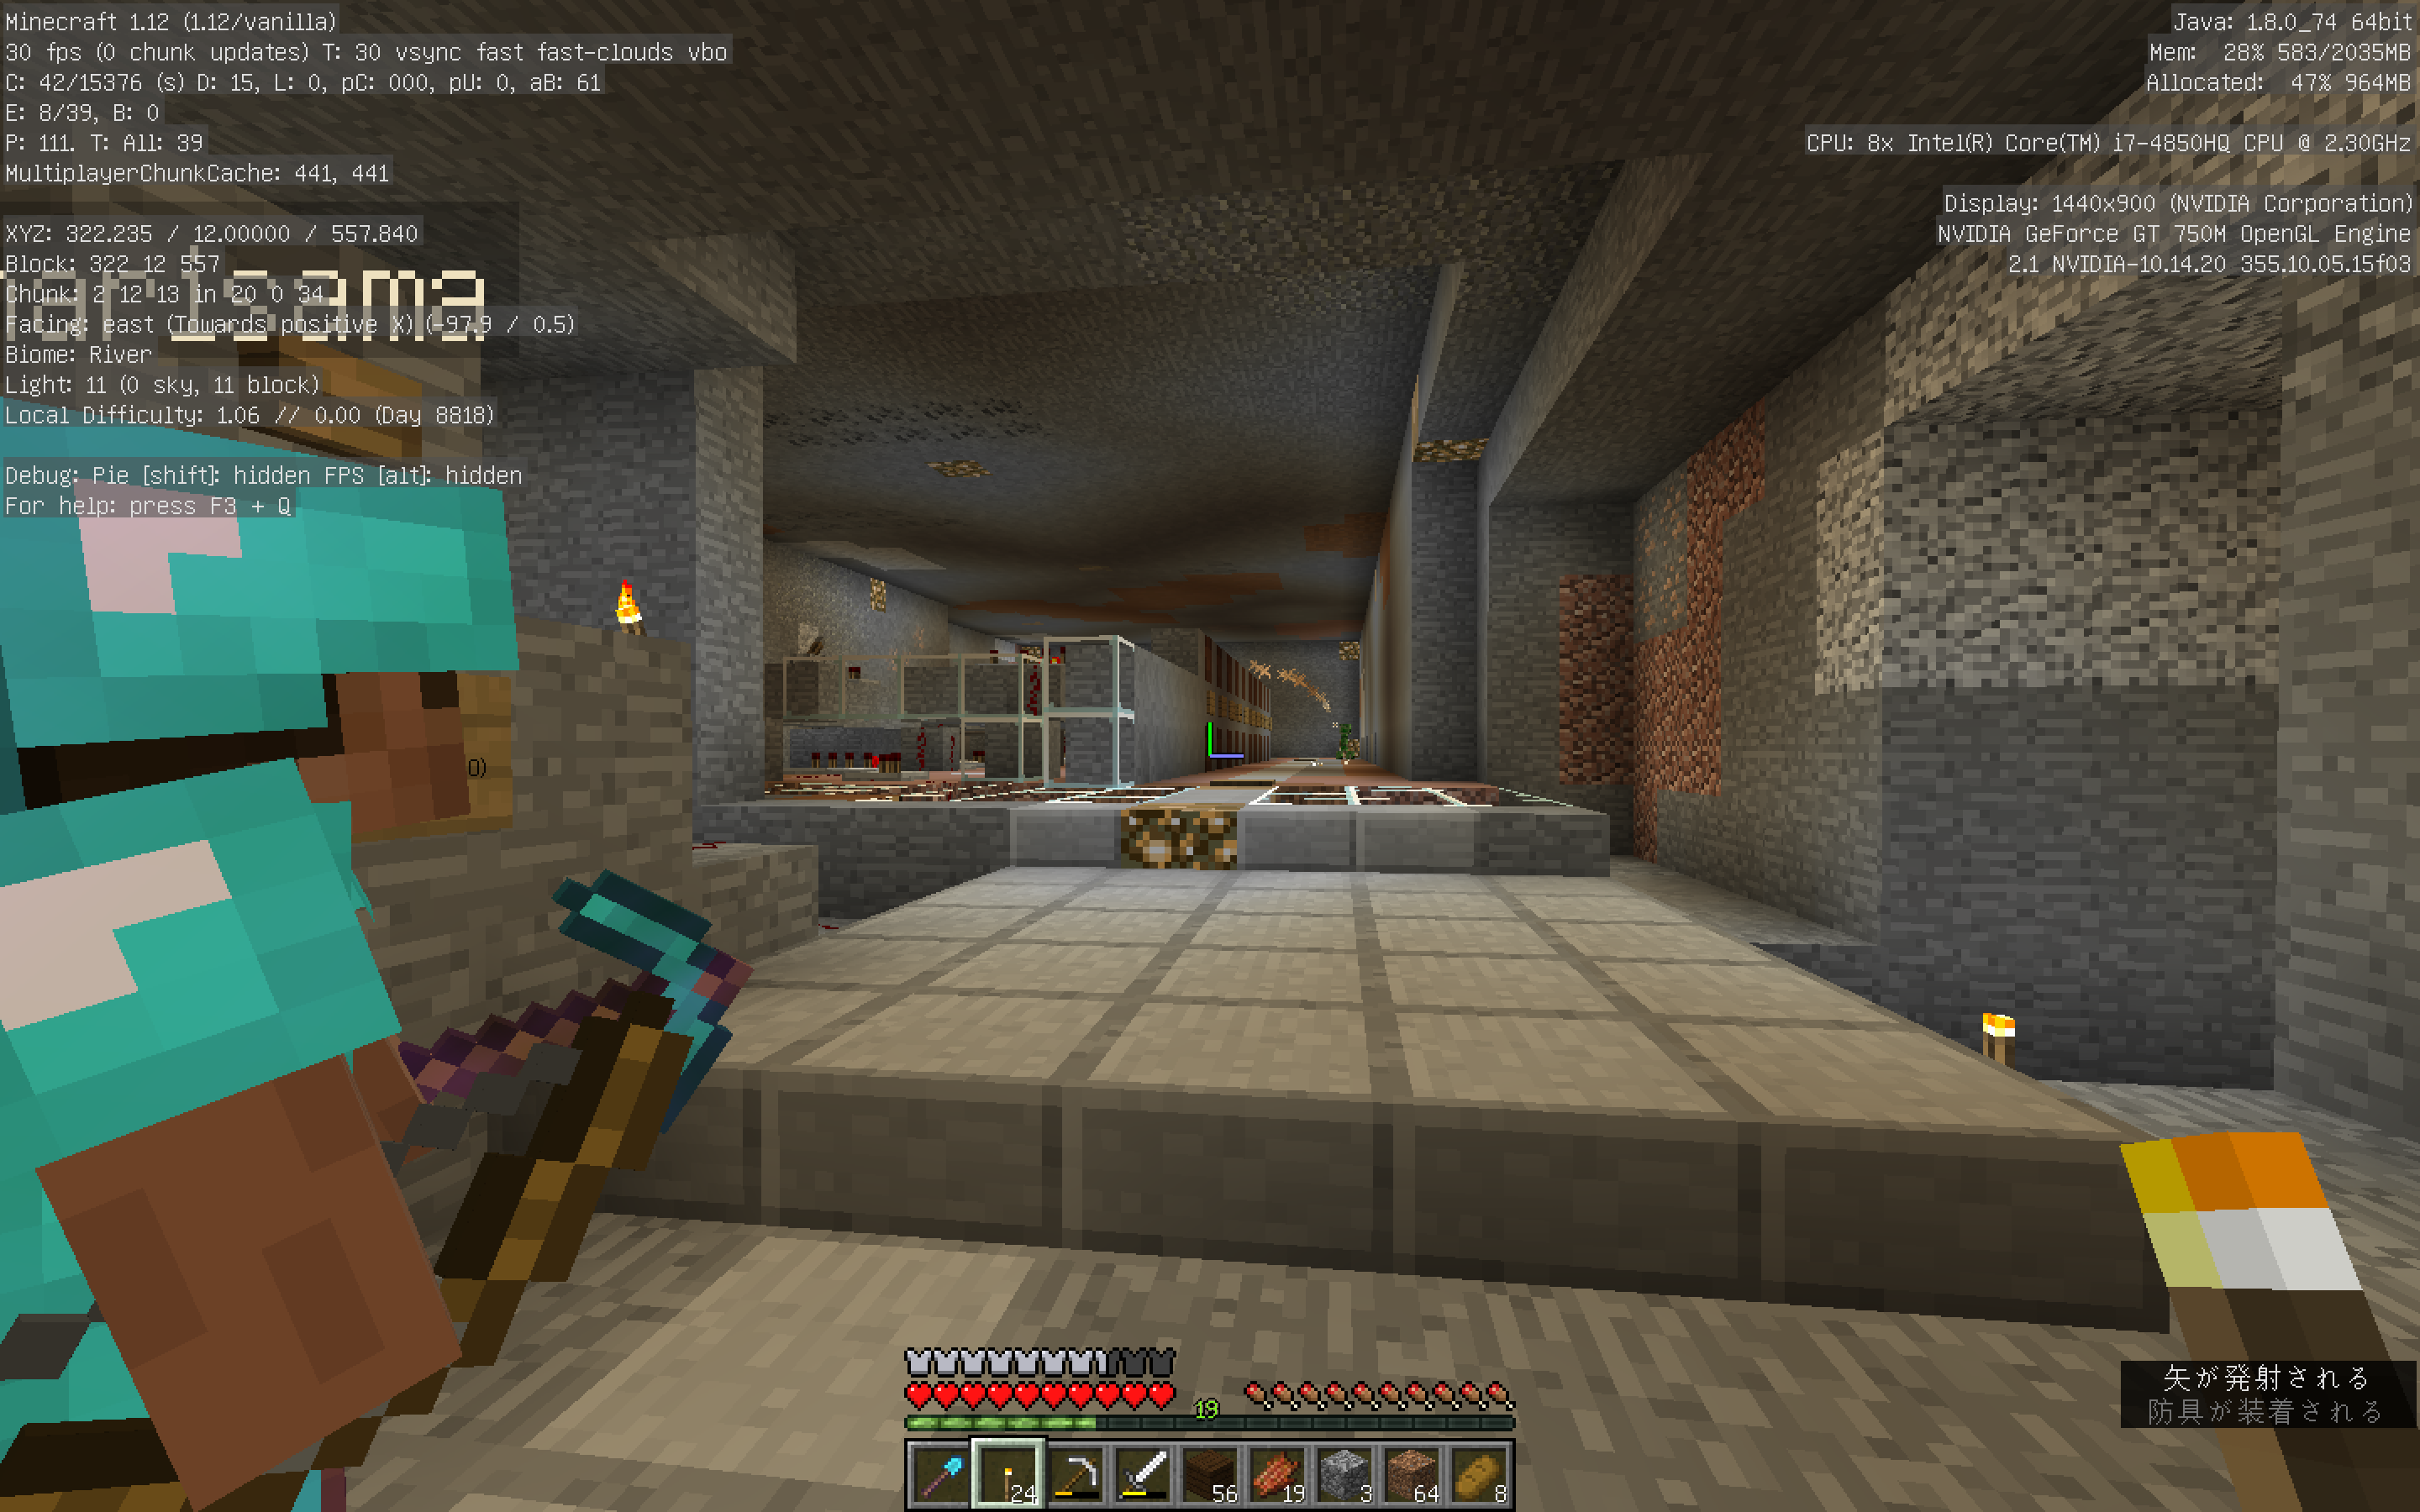 Minecraft 1.12 (1.12/vanilla)
30 fps (0 chunk updates) T: 30 vsync fast fast-clouds vbo
C: 42/15376 (s) D: 15, L: 0, pC: 000, pU: 0, aB: 61
E: 8/39, B: 0
P: 111. T: All: 39
MultiplayerChunkCache: 441, 441
XYZ: 322.235 / 12.00000 / 557.840
Block: 322 12 557
Chunk: 2 12 13 in 20 0 34
Facing: east (Towards positive X) (-97.9 / 0.5)
Biome: River
Light: 11 (0 sky, 11 block)
Local Difficulty: 1.06 // 0.00 (Day 8818)
Debug: Pie [shift]: hidden FPS [alt]: hidden
For help: press F3 + Q
Java: 1.8.0_74 64bit
Mem: 28% 583/2035MB
Allocated: 47% 964MB
CPU: 8x Intel(R) Core(TM) i7-4850HQ CPU @ 2.30GHz
Display: 1440x900 (NVIDIA Corporation)
NVIDIA GeForce GT 750M OpenGL Engine
2.1 NVIDIA-10.14.20 355.10.05.15f03
0)
矢が発射される
防具が装着される
19
24 56 19 3 64 8